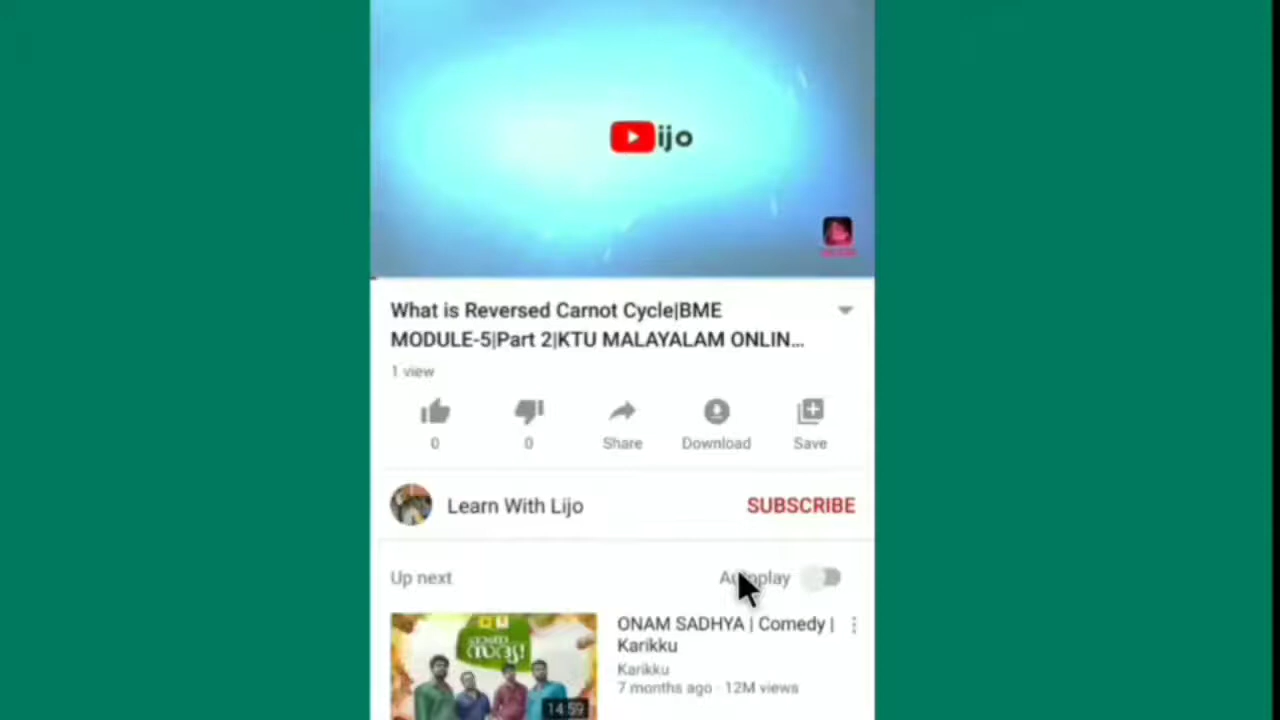 ijo
What is Reversed Carnot Cycle|BME
MODULE-5|Part 2|KTU MALAYALAM ONLIN...
1 view
0
0
Share
Download
Save
Learn With Lijo
SUBSCRIBE
Up next
Autoplay
ONAM SADHYA | Comedy |
Karikku
Karikku
7 months ago · 12M views
14:59